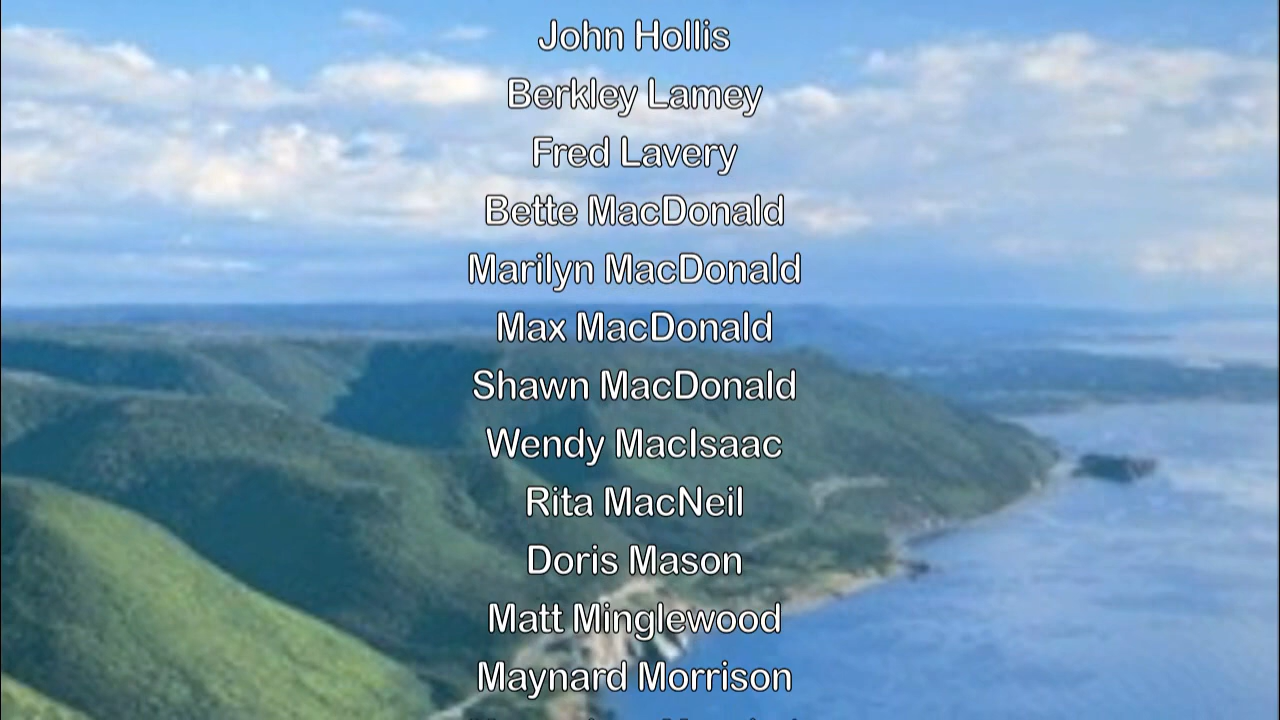 John Hollis
Berkley Lamey
Fred Lavery
Bette MacDonald
Marilyn MacDonald
Max MacDonald
Shawn MacDonald
Wendy MacIsaac
Rita MacNeil
Doris Mason
Matt Minglewood
Maynard Morrison